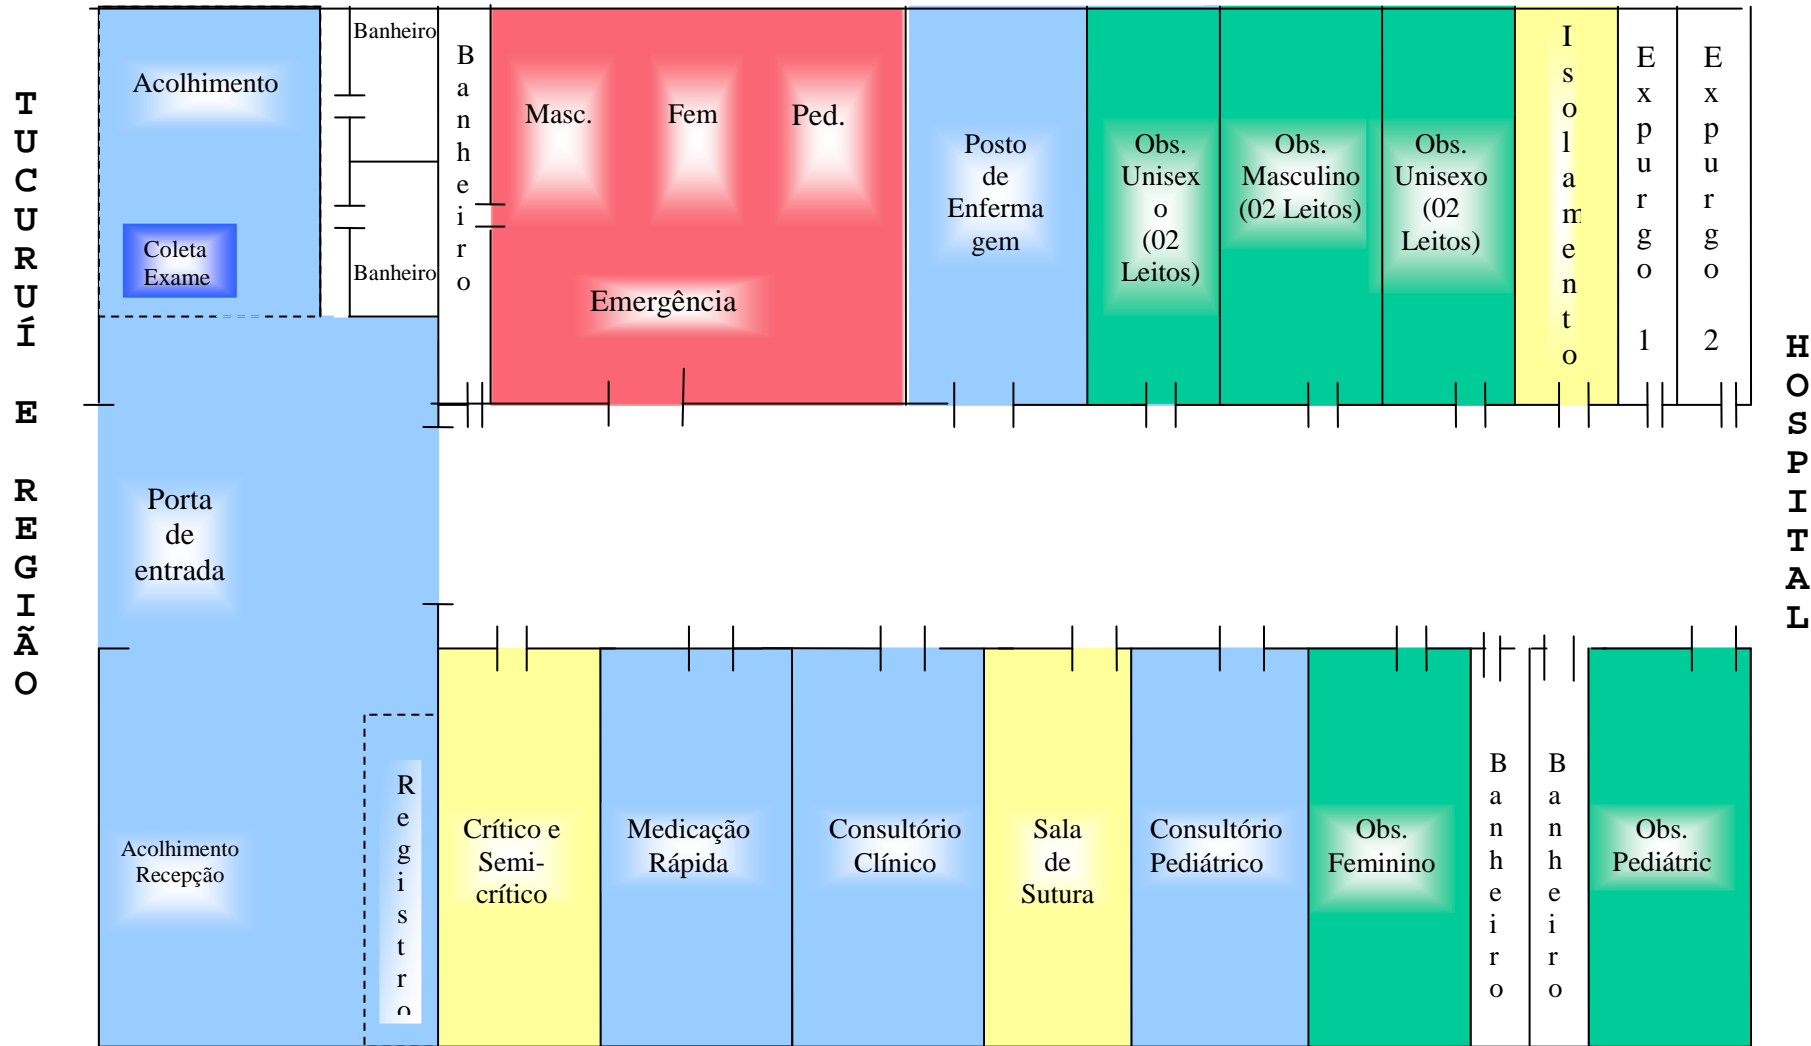 TUCURUÍ E REGIÃO
Acolhimento
Coleta
Exame
Banheiro
Banheiro
Banheiro
Masc.
Fem
Ped.
Emergência
Posto
de
Enferma
gem
Obs.
Unisex
o
(02
Leitos)
Obs.
Masculino
(02 Leitos)
Obs.
Unisexo
(02
Leitos)
Isolamento
Expurgo 1
Expurgo 2
HOSPITAL
Porta
de
entrada
Acolhimento
Recepção
Registro
Crítico e
Semi-
crítico
Medicação
Rápida
Consultório
Clínico
Sala
de
Sutura
Consultório
Pediátrico
Obs.
Feminino
Banheiro
Banheiro
Obs.
Pediátric